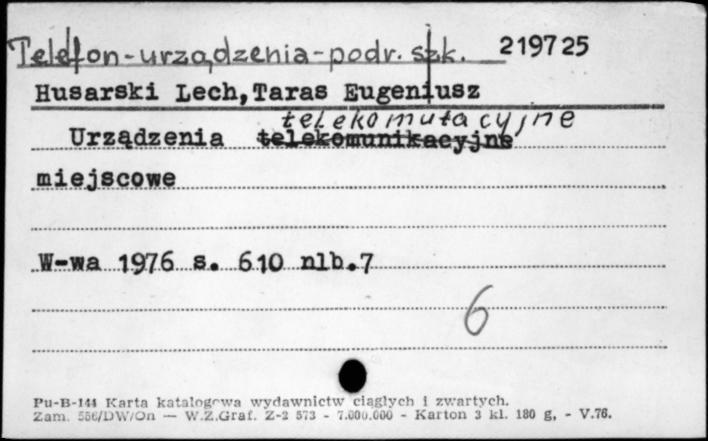 Telefon-urządzenia-podr. szk. 219725
Husarski Lech, Taras Eugeniusz
telekomutacyjne
Urządzenia telekomunikacyjne
miejscowe
W-wa 1976 s. 610 nlb.7
6
Pu-B-144 Karta katalogowa wydawnictw ciągłych i zwartych.
Zam. 556/DW/On — W.Z.Graf. Z-2 573 - 7.000.000 - Karton 3 kl. 180 g, - V.76.